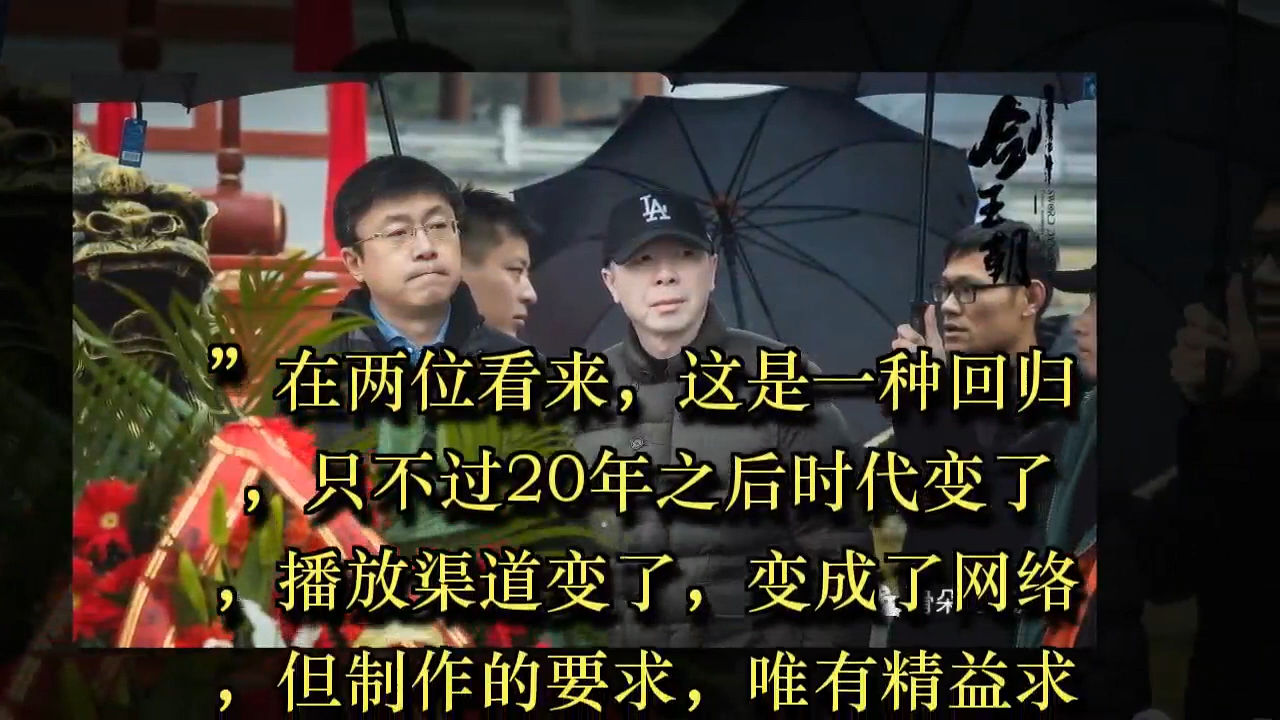 剑王朝
LA
”在两位看来，这是一种回归
，只不过20年之后时代变了
，播放渠道变了，变成了网络
骨朵
，但制作的要求，唯有精益求